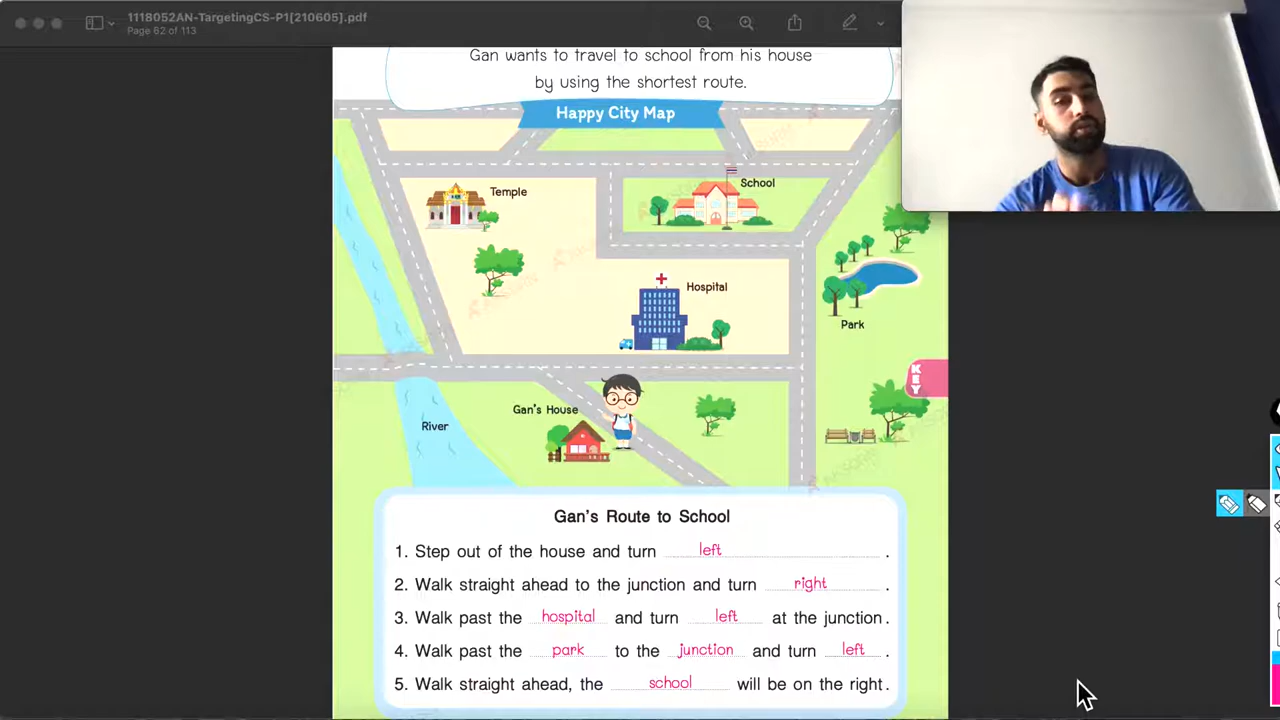 1118052AN-TargetingCS-P1[210605].pdf
Page 62 of 113
Gan wants to travel to school from his house
by using the shortest route.
Happy City Map
Temple
School
Hospital
Park
KEY
Gan's House
River
Gan's Route to School
1. Step out of the house and turn left .
2. Walk straight ahead to the junction and turn right .
3. Walk past the hospital and turn left at the junction.
4. Walk past the park to the junction and turn left .
5. Walk straight ahead, the school will be on the right.